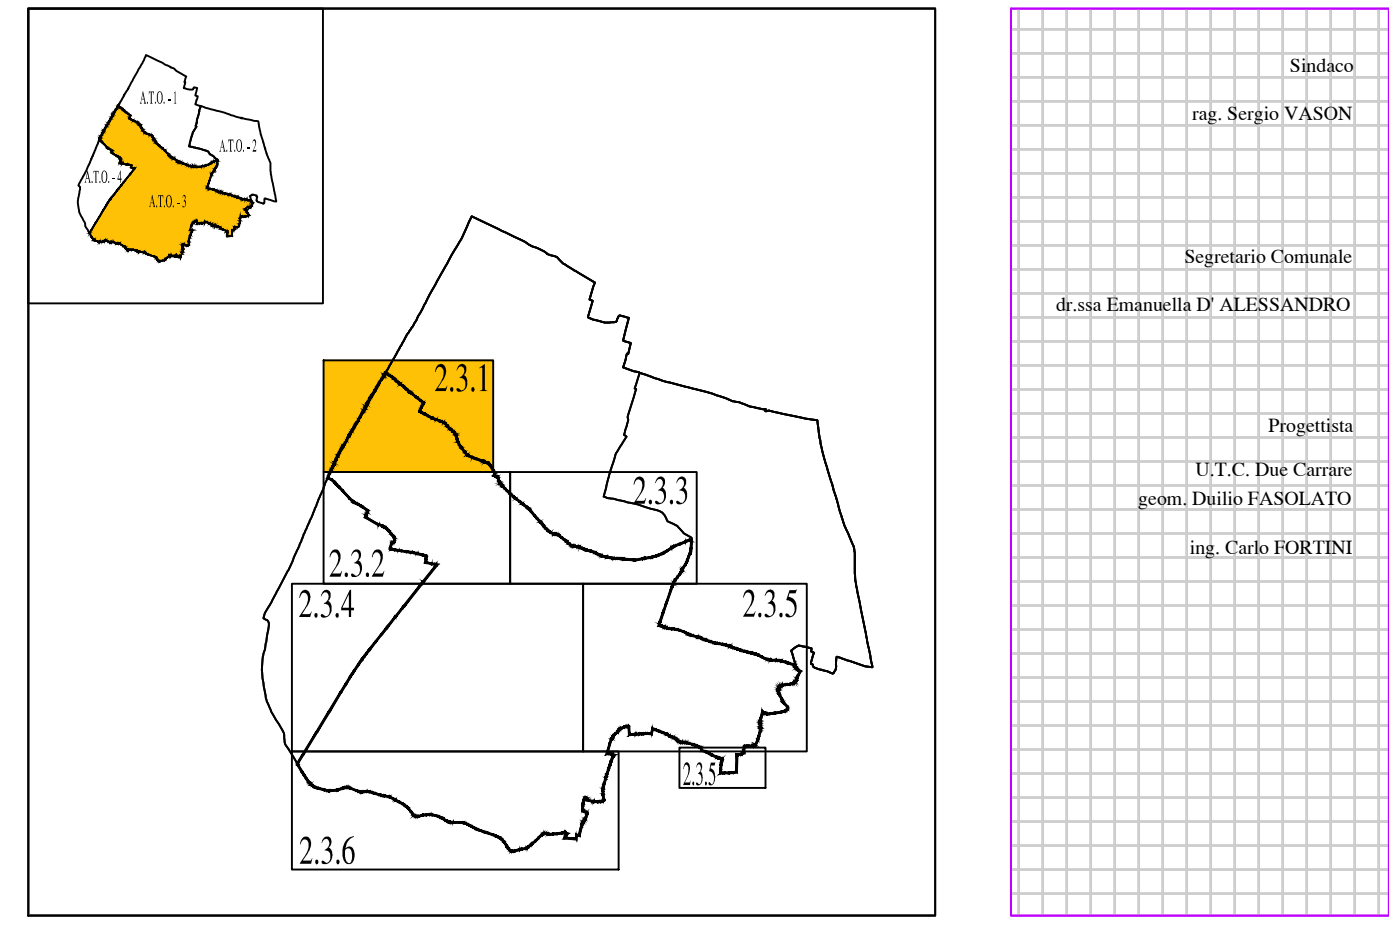 A.T.O. - 1
A.T.O. - 2
A.T.O. - 4
A.T.O. - 3
2.3.1
2.3.3
2.3.2
2.3.4
2.3.5
2.3.5
2.3.6
Sindaco
rag. Sergio VASON
Segretario Comunale
dr.ssa Emanuella D' ALESSANDRO
Progettista
U.T.C. Due Carrare
geom. Duilio FASOLATO
ing. Carlo FORTINI